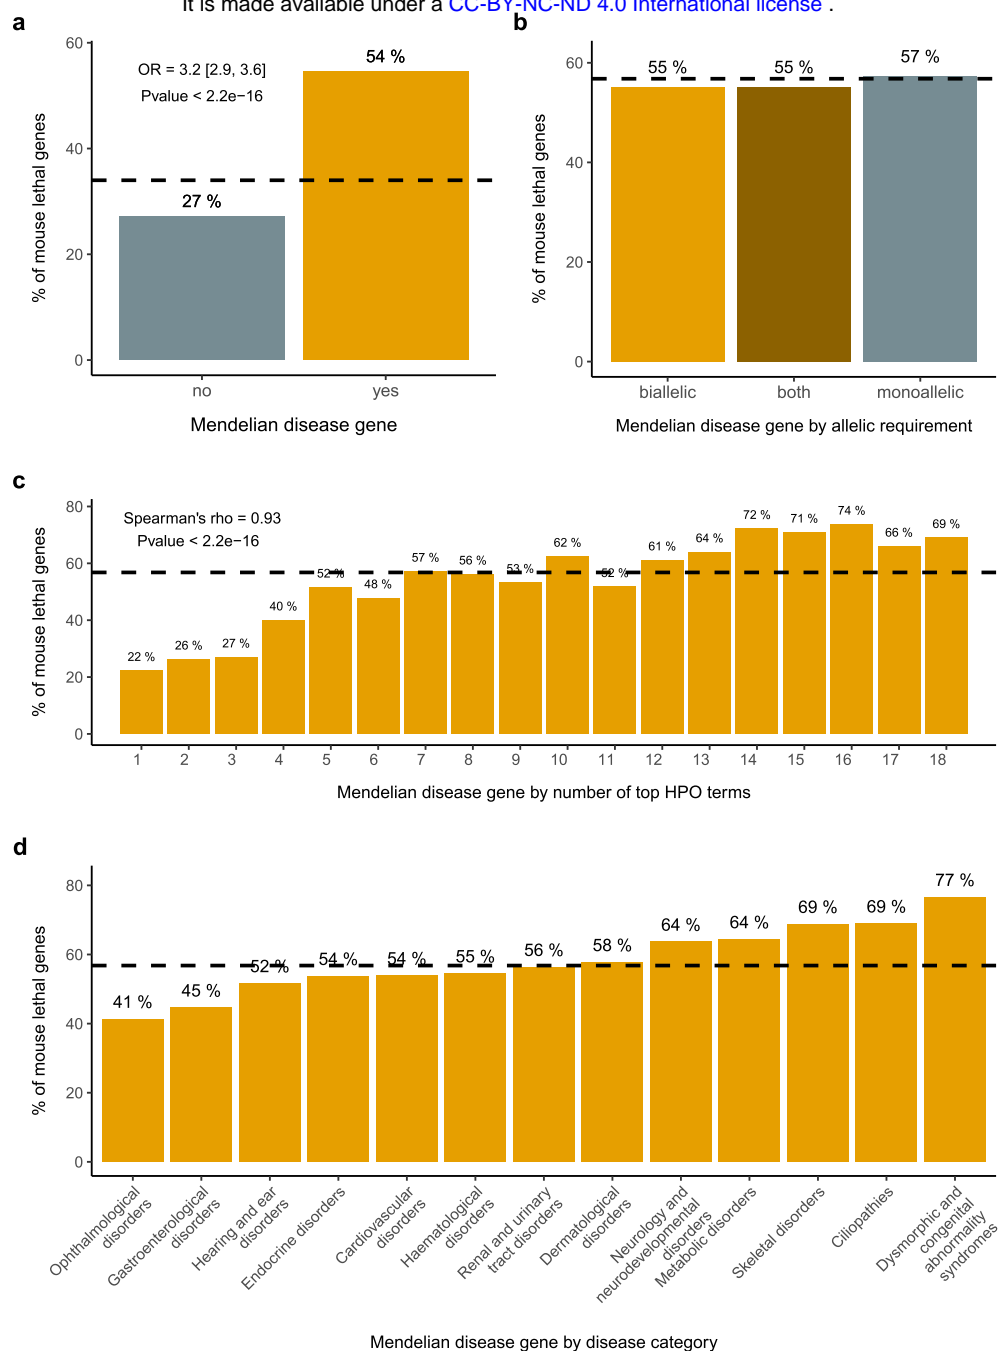 It is made available under a CC-BY-NC-ND 4.0 International license .
a
60
40
20
0
% of mouse lethal genes
OR = 3.2 [2.9, 3.6]
Pvalue < 2.2e−16
27 %
54 %
no
yes
Mendelian disease gene
b
60
40
20
0
% of mouse lethal genes
55 %
55 %
57 %
biallelic
both
monoallelic
Mendelian disease gene by allelic requirement
c
80
60
40
20
0
% of mouse lethal genes
Spearman's rho = 0.93
Pvalue < 2.2e−16
22 %
26 %
27 %
40 %
52 %
48 %
57 %
56 %
53 %
62 %
52 %
61 %
64 %
72 %
71 %
74 %
66 %
69 %
1
2
3
4
5
6
7
8
9
10
11
12
13
14
15
16
17
18
Mendelian disease gene by number of top HPO terms
d
80
60
40
20
0
% of mouse lethal genes
41 %
45 %
52 %
54 %
54 %
55 %
56 %
58 %
64 %
64 %
69 %
69 %
77 %
Ophthalmological
disorders
Gastroenterological
disorders
Hearing and ear
disorders
Endocrine disorders
Cardiovascular
disorders
Haematological
disorders
Renal and urinary
tract disorders
Dermatological
disorders
Neurology and
neurodevelopmental
disorders
Metabolic disorders
Skeletal disorders
Ciliopathies
Dysmorphic and
congenital
abnormality
syndromes
Mendelian disease gene by disease category